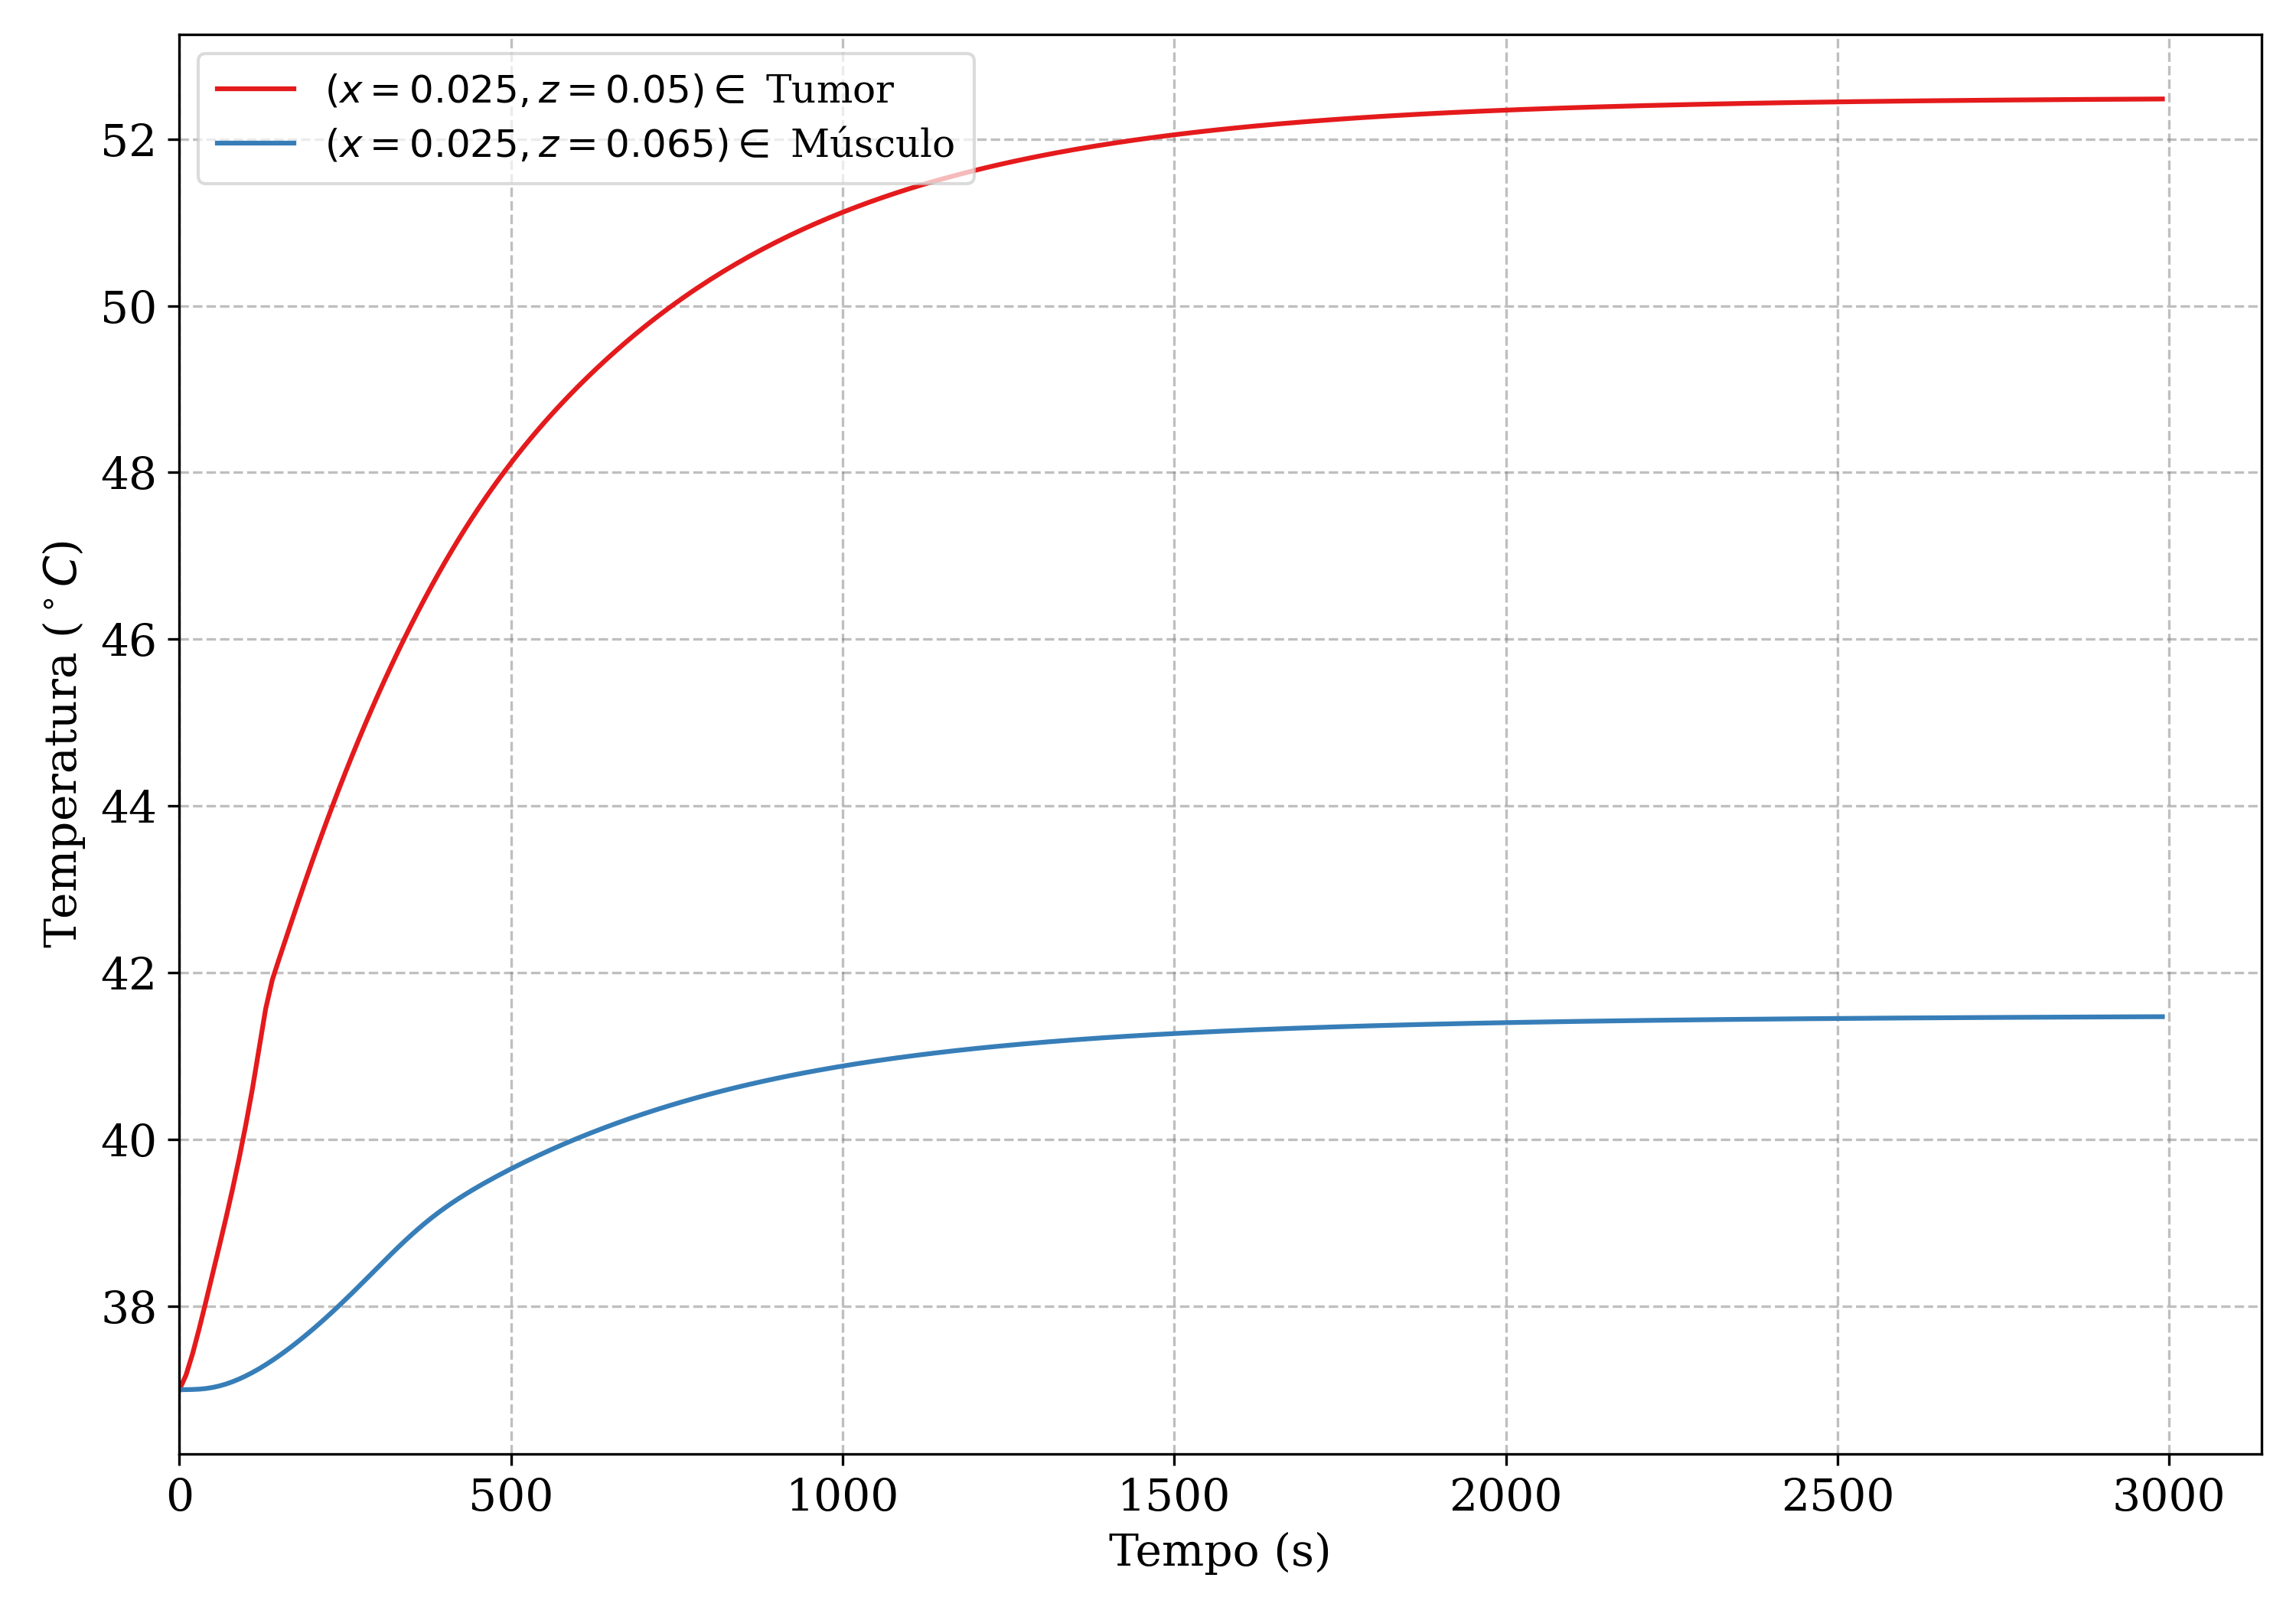 (x = 0.025, z = 0.05) ∈ Tumor
(x = 0.025, z = 0.065) ∈ Músculo
52
50
48
46
44
42
40
38
Temperatura (°C)
0 500 1000 1500 2000 2500 3000
Tempo (s)